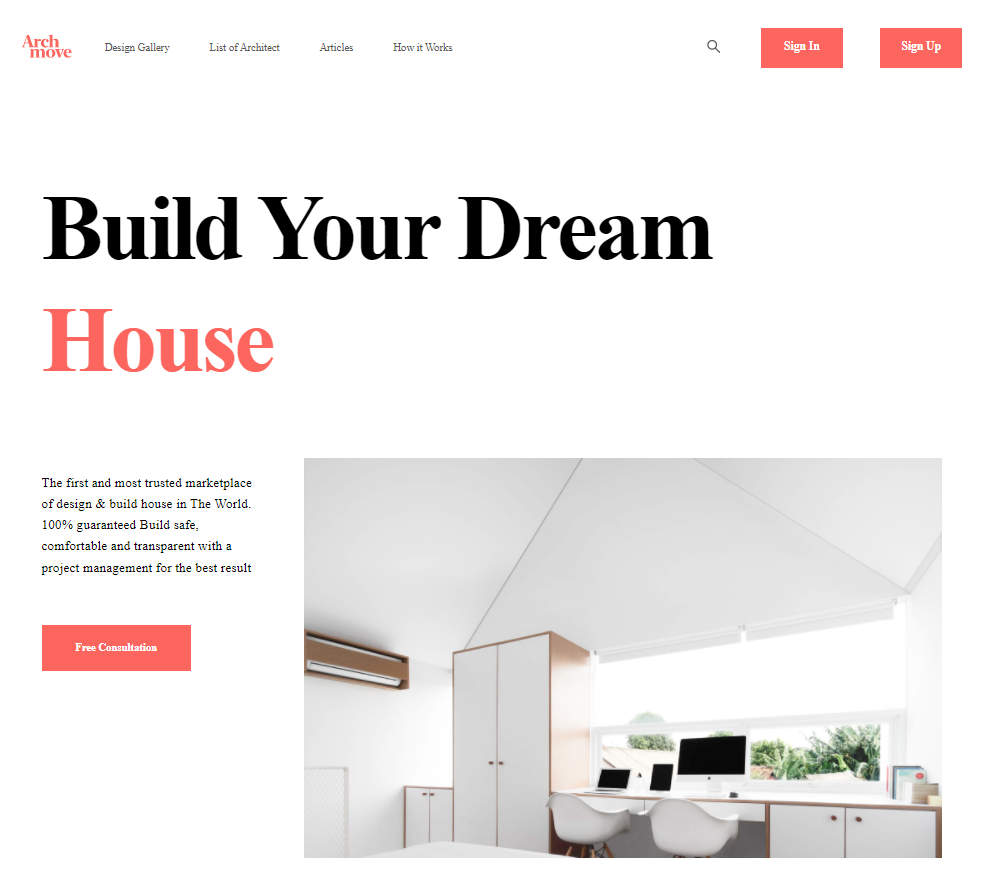 Arch
move
Design Gallery
List of Architect
Articles
How it Works
Sign In
Sign Up
Build Your Dream
House
The first and most trusted marketplace
of design & build house in The World.
100% guaranteed Build safe,
comfortable and transparent with a
project management for the best result
Free Consultation